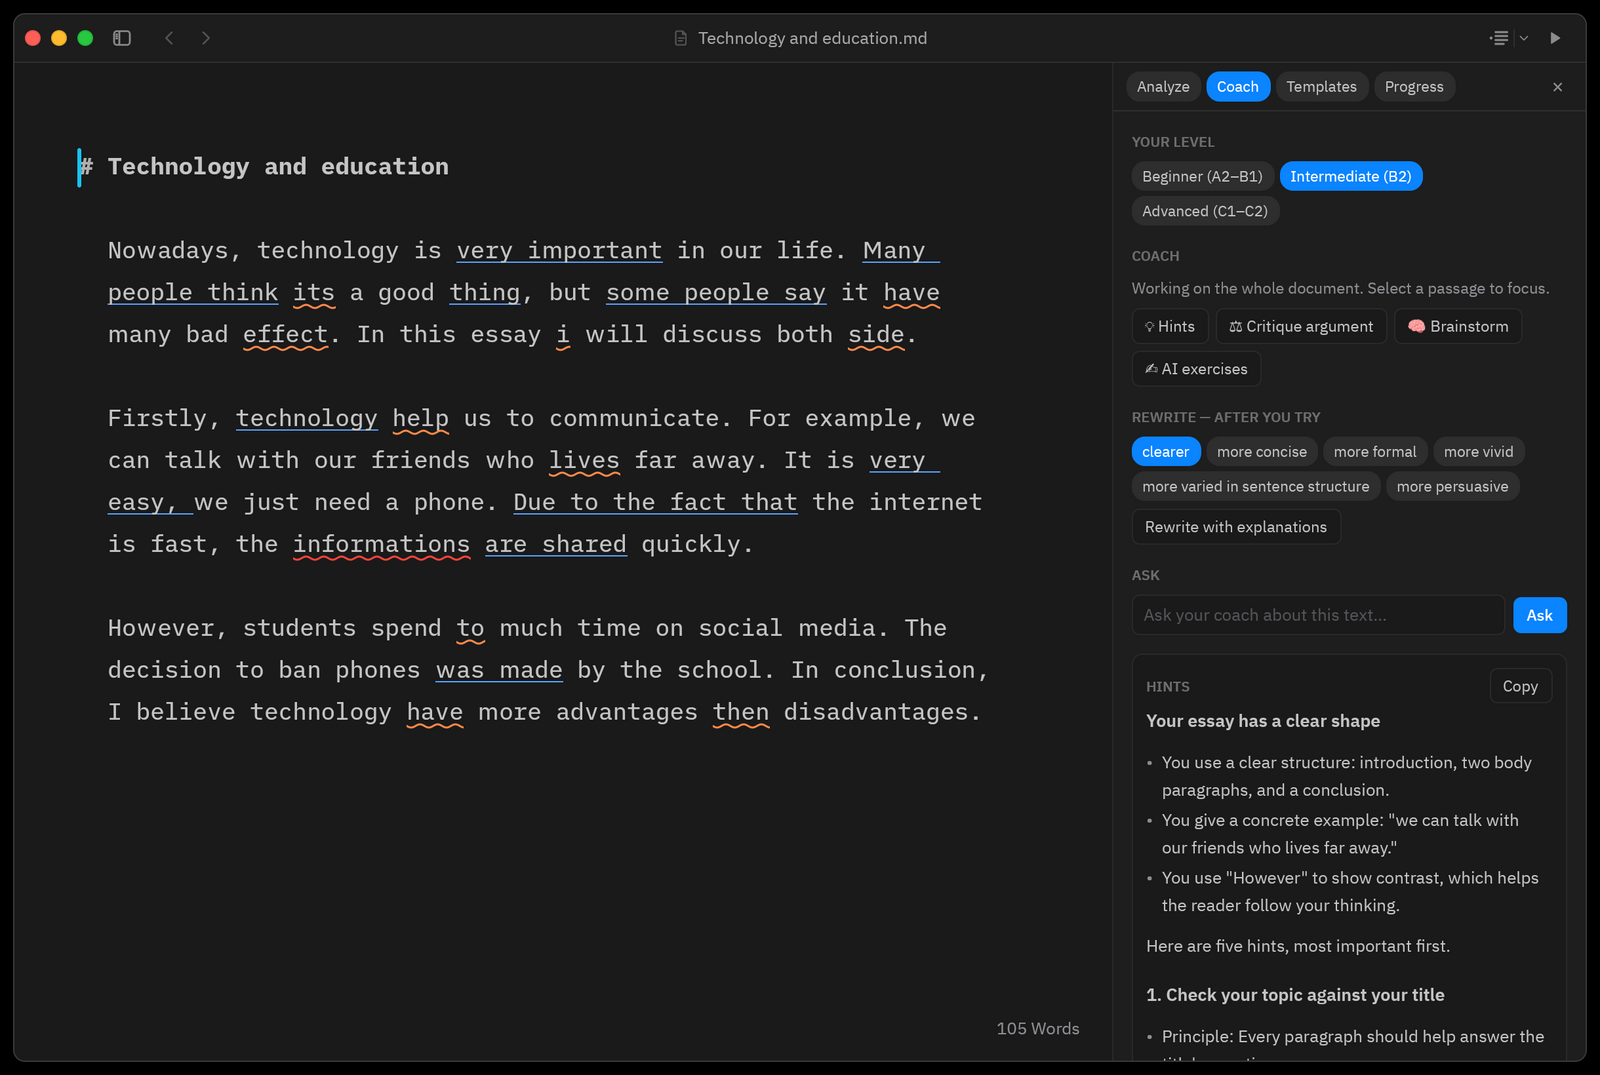 Technology and education.md
Analyze Coach Templates Progress
# Technology and education
Nowadays, technology is very important in our life. Many
people think its a good thing, but some people say it have
many bad effect. In this essay i will discuss both side.
Firstly, technology help us to communicate. For example, we
can talk with our friends who lives far away. It is very
easy, we just need a phone. Due to the fact that the internet
is fast, the informations are shared quickly.
However, students spend to much time on social media. The
decision to ban phones was made by the school. In conclusion,
I believe technology have more advantages then disadvantages.
105 Words
YOUR LEVEL
Beginner (A2–B1) Intermediate (B2)
Advanced (C1–C2)
COACH
Working on the whole document. Select a passage to focus.
Hints Critique argument Brainstorm
AI exercises
REWRITE — AFTER YOU TRY
clearer more concise more formal more vivid
more varied in sentence structure more persuasive
Rewrite with explanations
ASK
Ask your coach about this text... Ask
HINTS Copy
Your essay has a clear shape
• You use a clear structure: introduction, two body
paragraphs, and a conclusion.
• You give a concrete example: "we can talk with
our friends who lives far away."
• You use "However" to show contrast, which helps
the reader follow your thinking.
Here are five hints, most important first.
1. Check your topic against your title
• Principle: Every paragraph should help answer the